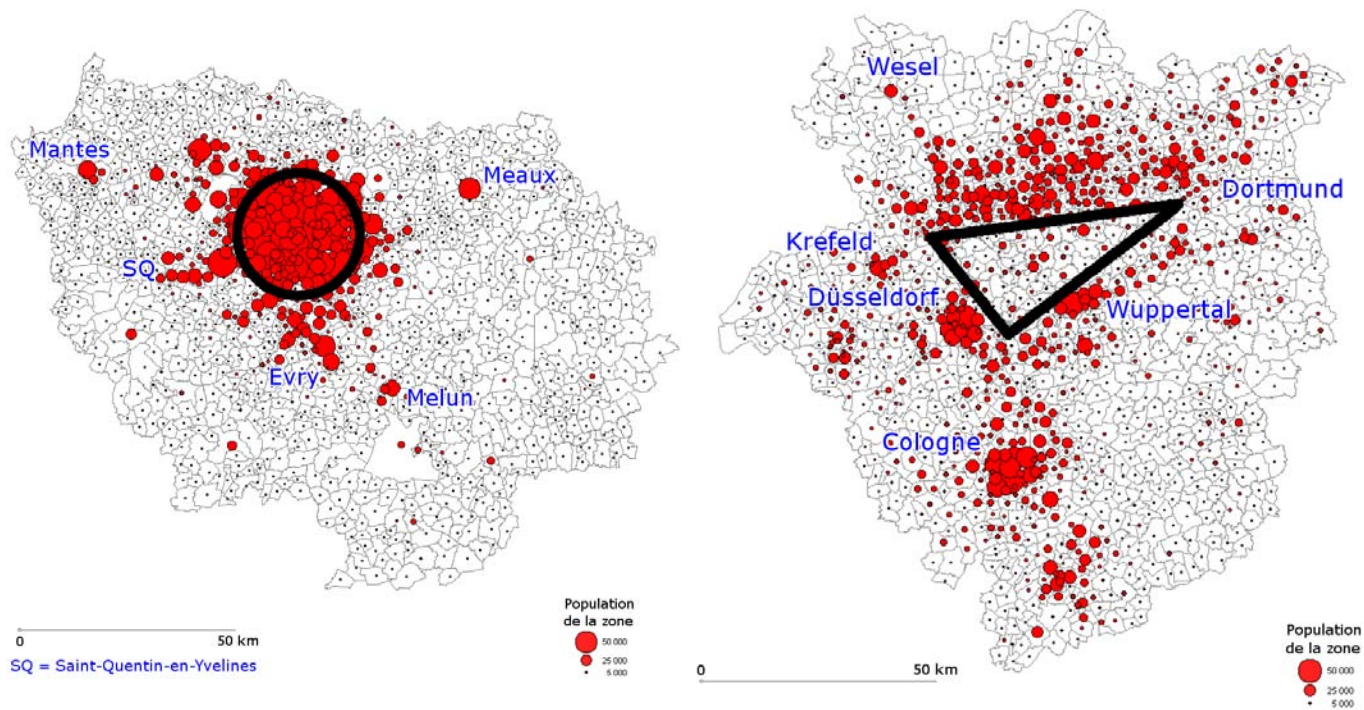 Mantes
Meaux
SQ
Evry
Melun
0
50 km
SQ = Saint-Quentin-en-Yvelines
Population
de la zone
50 000
25 000
5 000
Wesel
Dortmund
Krefeld
Düsseldorf
Wuppertal
Cologne
0
50 km
Population
de la zone
50 000
25 000
5 000